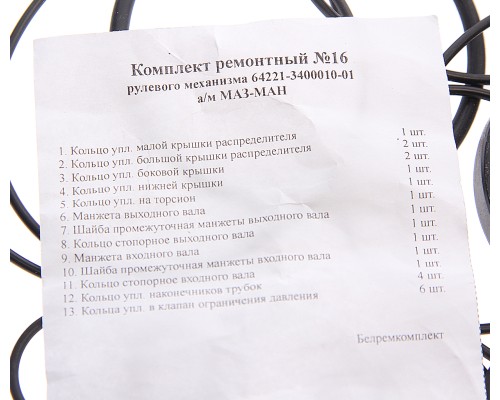 Комплект ремонтный №16
рулевого механизма 64221-3400010-01
а/м МАЗ-МАН
1. Кольцо упл. малой крышки распределителя 1 шт.
2. Кольцо упл. большой крышки распределителя 2 шт.
3. Кольцо упл. боковой крышки 2 шт.
4. Кольцо упл. нижней крышки 1 шт.
5. Кольцо упл. на торсион 1 шт.
6. Манжета выходного вала 1 шт.
7. Шайба промежуточная манжеты выходного вала 1 шт.
8. Кольцо стопорное выходного вала 1 шт.
9. Манжета входного вала 1 шт.
10. Шайба промежуточная манжеты входного вала 1 шт.
11. Кольцо стопорное входного вала 1 шт.
12. Кольцо упл. наконечников трубок 4 шт.
13. Кольца упл. в клапан ограничения давления 6 шт.
Белремкомплект